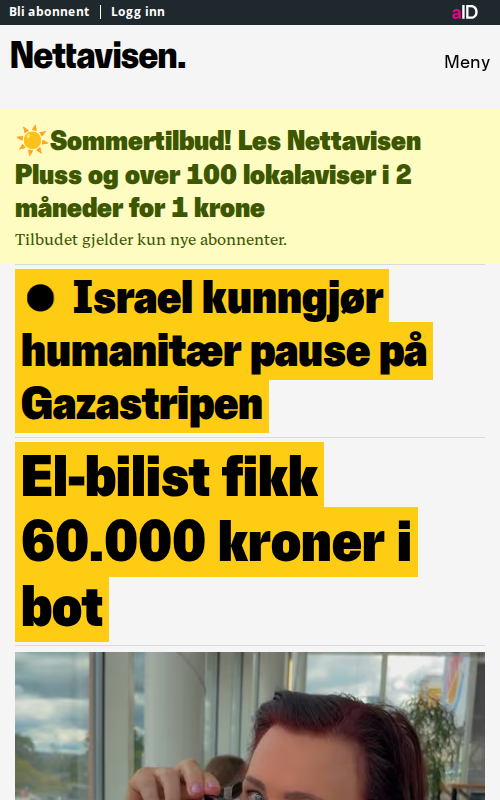 Bli abonnent | Logg inn
aID
Nettavisen.
Meny
☀️Sommertilbud! Les Nettavisen
Pluss og over 100 lokalaviser i 2
måneder for 1 krone
Tilbudet gjelder kun nye abonnenter.
● Israel kunngjør
humanitær pause på
Gazastripen
El-bilist fikk
60.000 kroner i
bot